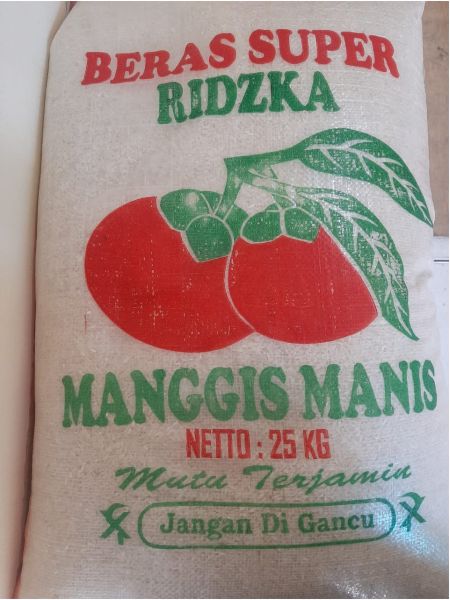 BERAS SUPER
RIDZKA
MANGGIS MANIS
NETTO : 25 KG
Mutu Terjamin
Jangan Di Gancu